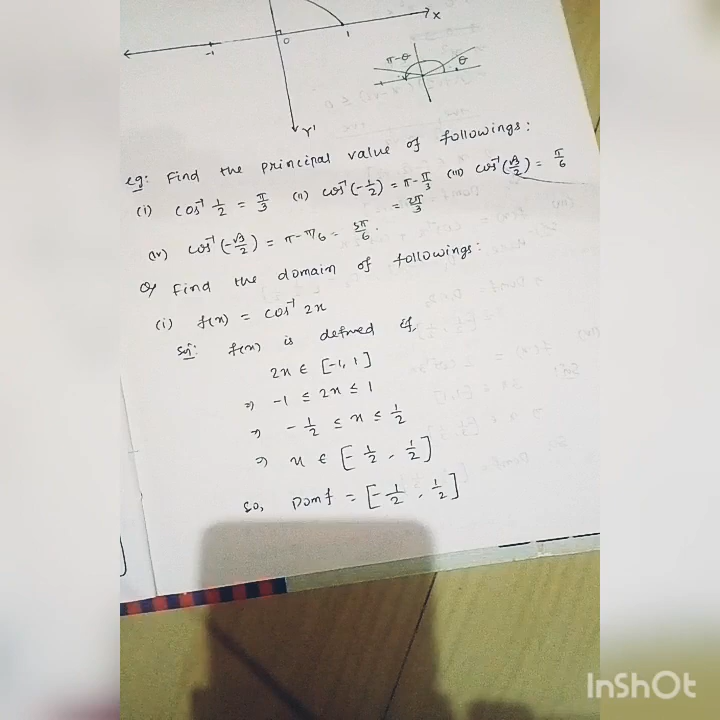 X
-1
0
1
Y'
π-θ
θ
eg: Find the principal value of followings:
(i) cos⁻¹ 1/2 = π/3 (ii) cos⁻¹(-1/2) = π-π/3 (iii) cos⁻¹(√3/2) = π/6
= 2π/3
(iv) cos⁻¹(-√3/2) = π-π/6 = 5π/6.
Q/ Find the domain of followings:
(i) f(x) = cos⁻¹ 2x
Solⁿ: f(x) is defined if,
2x ∈ [-1, 1]
⇒ -1 ≤ 2x ≤ 1
⇒ -1/2 ≤ x ≤ 1/2
⇒ x ∈ [-1/2, 1/2]
So, Domf = [-1/2, 1/2]
InShOt